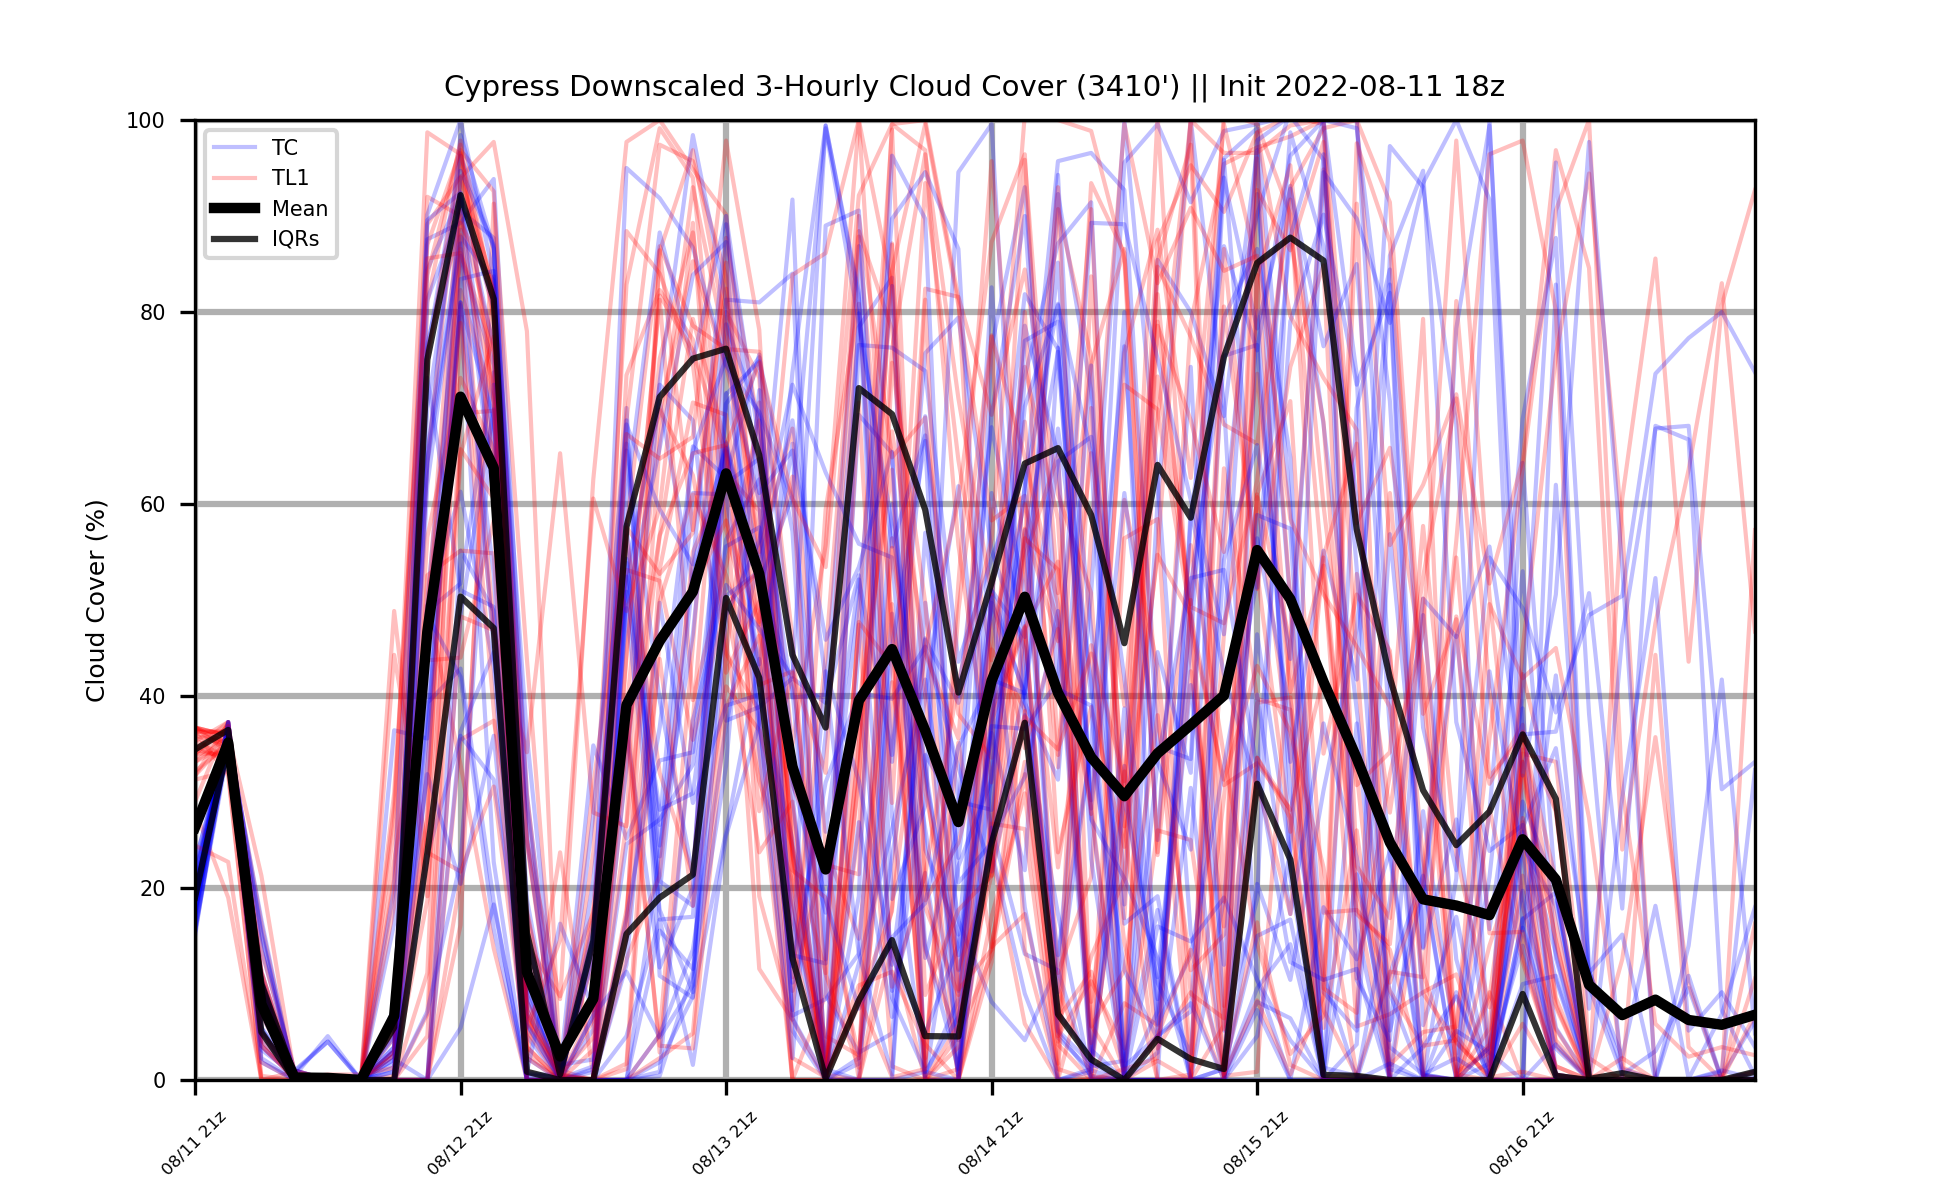 Cypress Downscaled 3-Hourly Cloud Cover (3410') || Init 2022-08-11 18z
TC
TL1
Mean
IQRs
Cloud Cover (%)
100
80
60
40
20
0
08/11 21z
08/12 21z
08/13 21z
08/14 21z
08/15 21z
08/16 21z